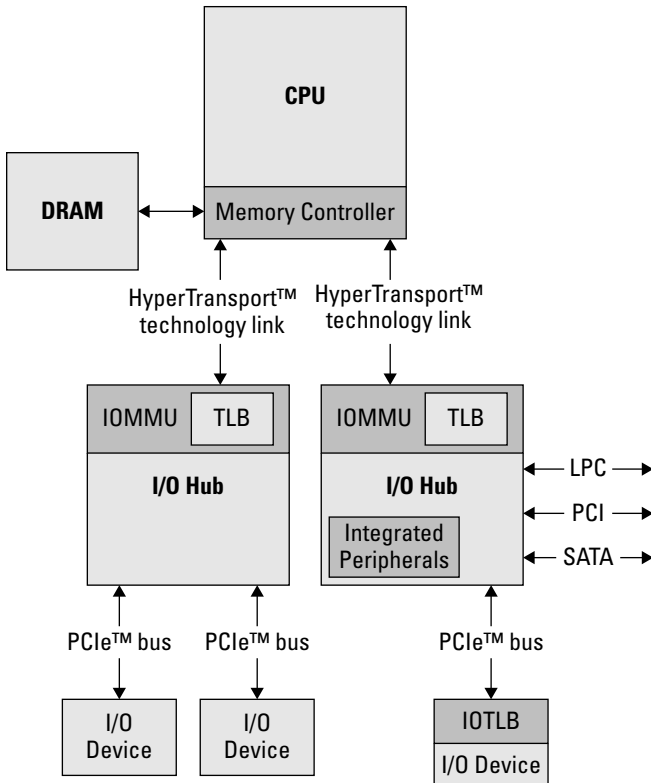 CPU
DRAM
Memory Controller
HyperTransport™
technology link
HyperTransport™
technology link
IOMMU
TLB
IOMMU
TLB
I/O Hub
I/O Hub
LPC
PCI
SATA
Integrated
Peripherals
PCIe™ bus
PCIe™ bus
PCIe™ bus
I/O
Device
I/O
Device
IOTLB
I/O Device